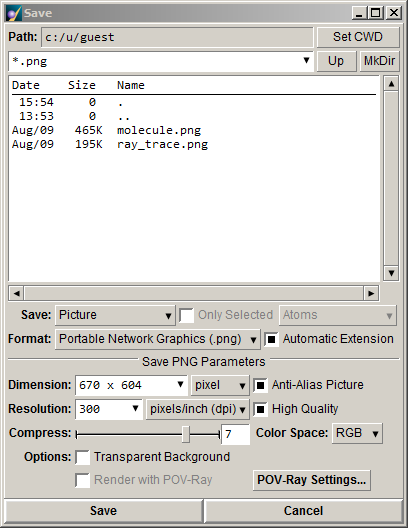 Save
Path: c:/u/guest Set CWD
*.png Up MkDir
Date Size Name
15:54 0 .
13:53 0 ..
Aug/09 465K molecule.png
Aug/09 195K ray_trace.png
Save: Picture Only Selected Atoms
Format: Portable Network Graphics (.png) Automatic Extension
Save PNG Parameters
Dimension: 670 x 604 pixel Anti-Alias Picture
Resolution: 300 pixels/inch (dpi) High Quality
Compress: 7 Color Space: RGB
Options: Transparent Background
Render with POV-Ray POV-Ray Settings...
Save Cancel